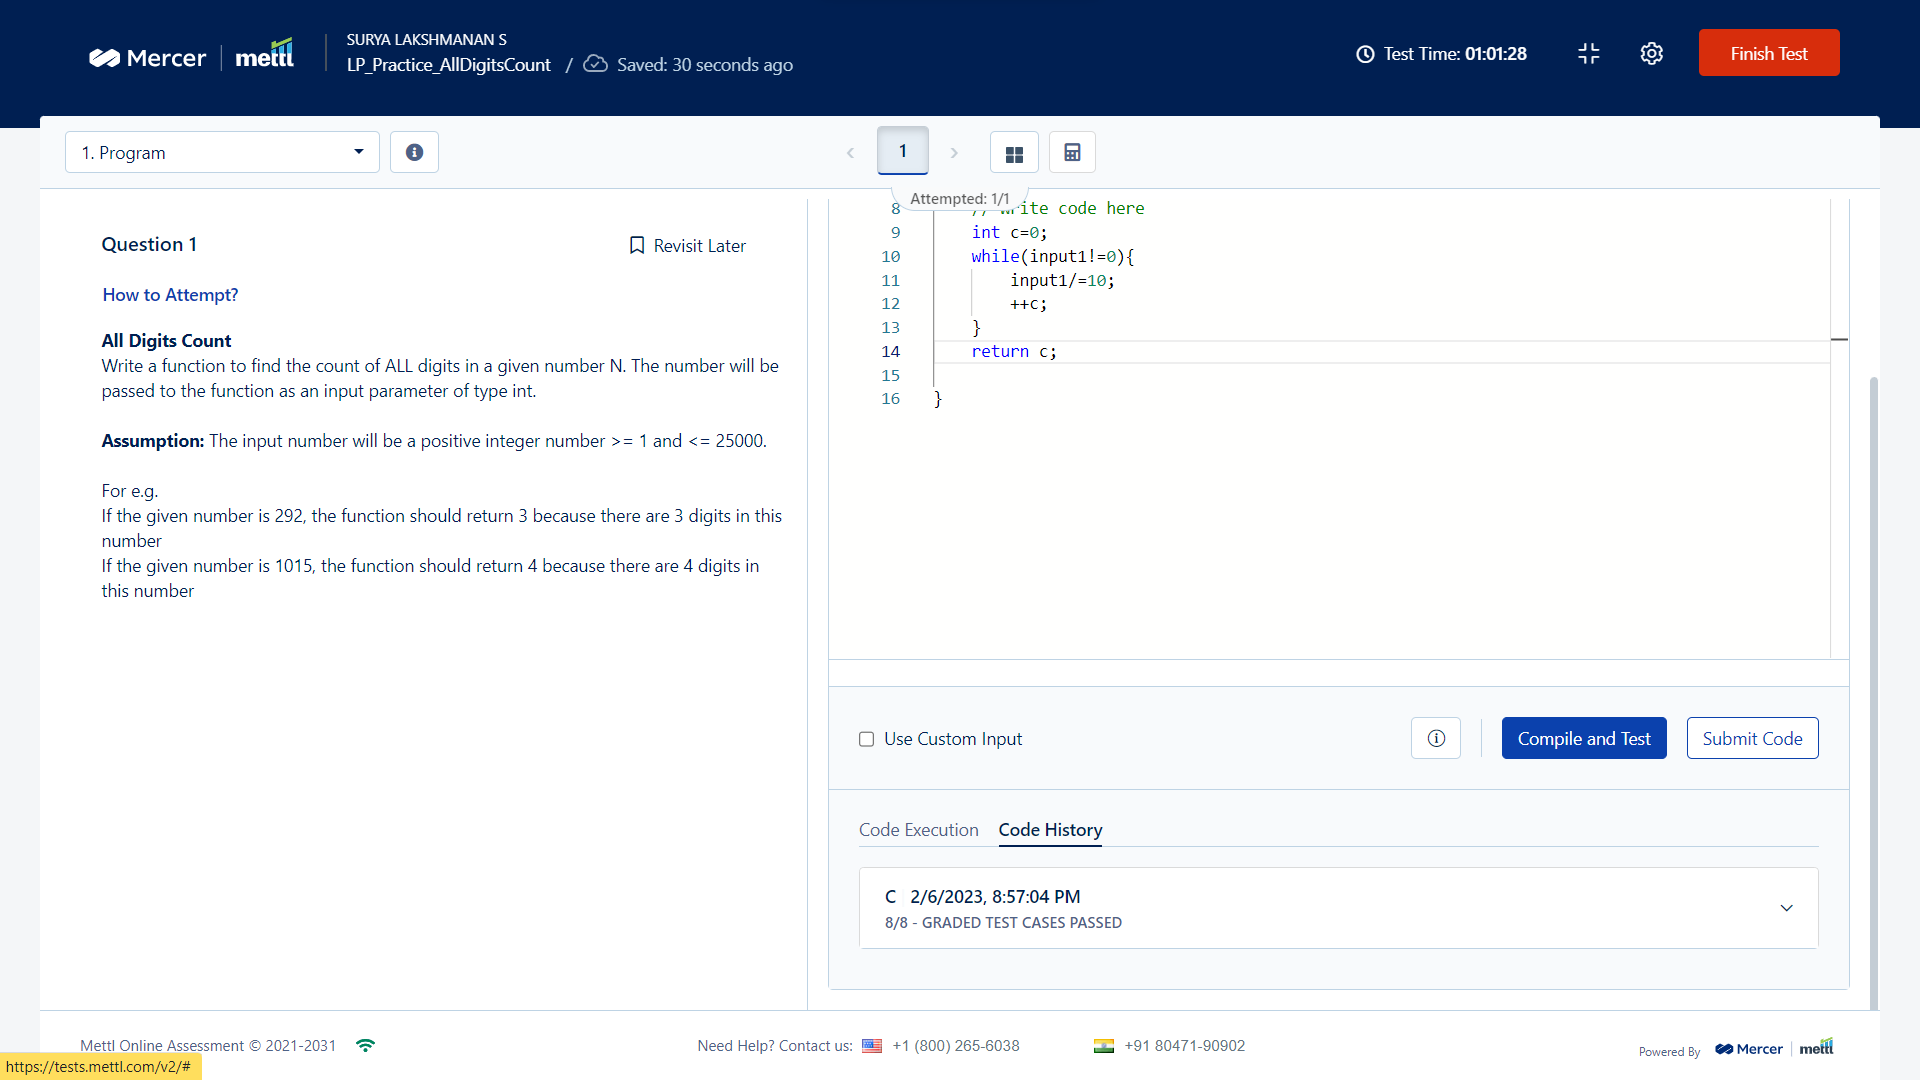 Mercer | mettl
SURYA LAKSHMANAN S
LP_Practice_AllDigitsCount / Saved: 30 seconds ago
Test Time: 01:01:28
Finish Test
1. Program
1
Attempted: 1/1
Question 1
Revisit Later
How to Attempt?
All Digits Count
Write a function to find the count of ALL digits in a given number N. The number will be
passed to the function as an input parameter of type int.
Assumption: The input number will be a positive integer number >= 1 and <= 25000.
For e.g.
If the given number is 292, the function should return 3 because there are 3 digits in this
number
If the given number is 1015, the function should return 4 because there are 4 digits in
this number
8 // write code here
9 int c=0;
10 while(input1!=0){
11 input1/=10;
12 ++c;
13 }
14 return c;
15
16 }
Use Custom Input
Compile and Test
Submit Code
Code Execution
Code History
C 2/6/2023, 8:57:04 PM
8/8 - GRADED TEST CASES PASSED
Mettl Online Assessment © 2021-2031
Need Help? Contact us: +1 (800) 265-6038 +91 80471-90902
Powered By Mercer | mettl
https://tests.mettl.com/v2/#